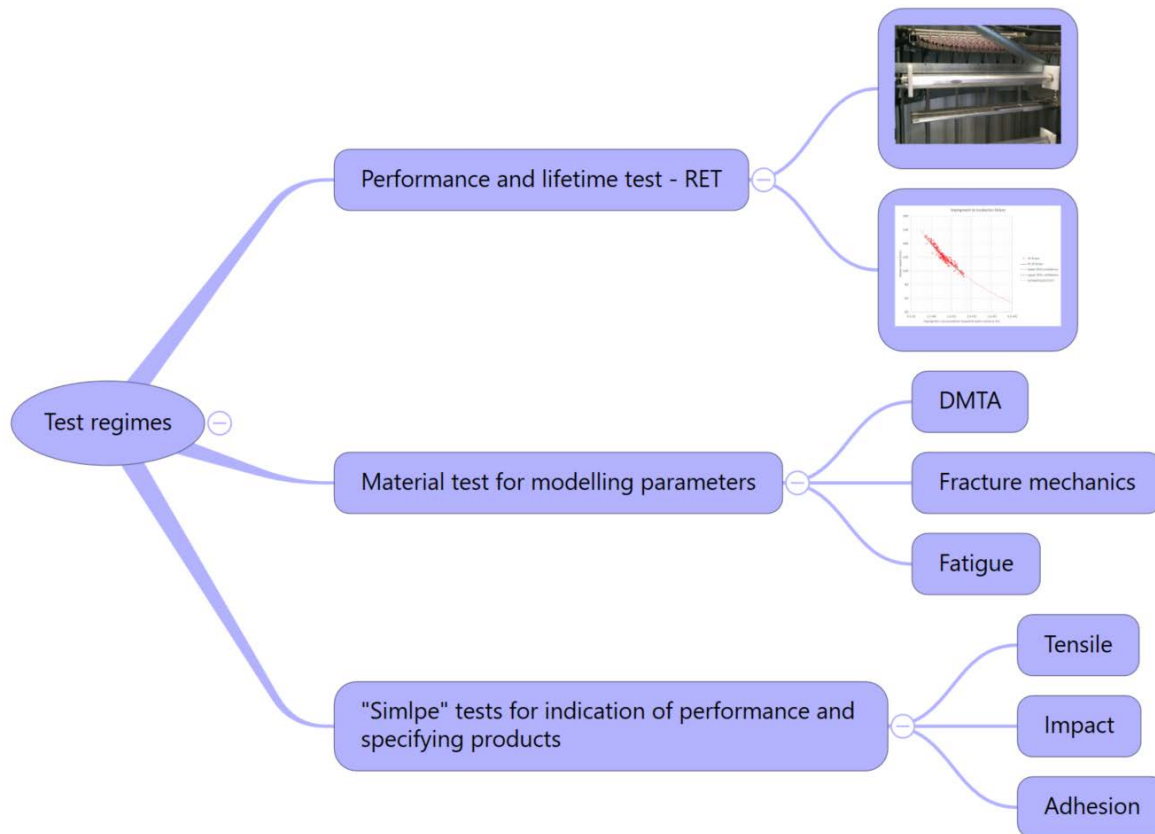 Performance and lifetime test - RET
Test regimes
Material test for modelling parameters
DMTA
Fracture mechanics
Fatigue
"Simlpe" tests for indication of performance and
specifying products
Tensile
Impact
Adhesion